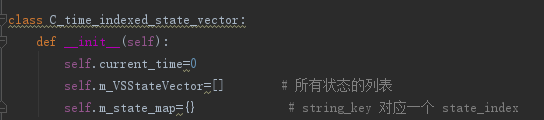 class C_time_indexed_state_vector:
def __init__(self):
self.current_time=0
self.m_VSStateVector=[] # 所有状态的列表
self.m_state_map={} # string_key 对应一个 state_index